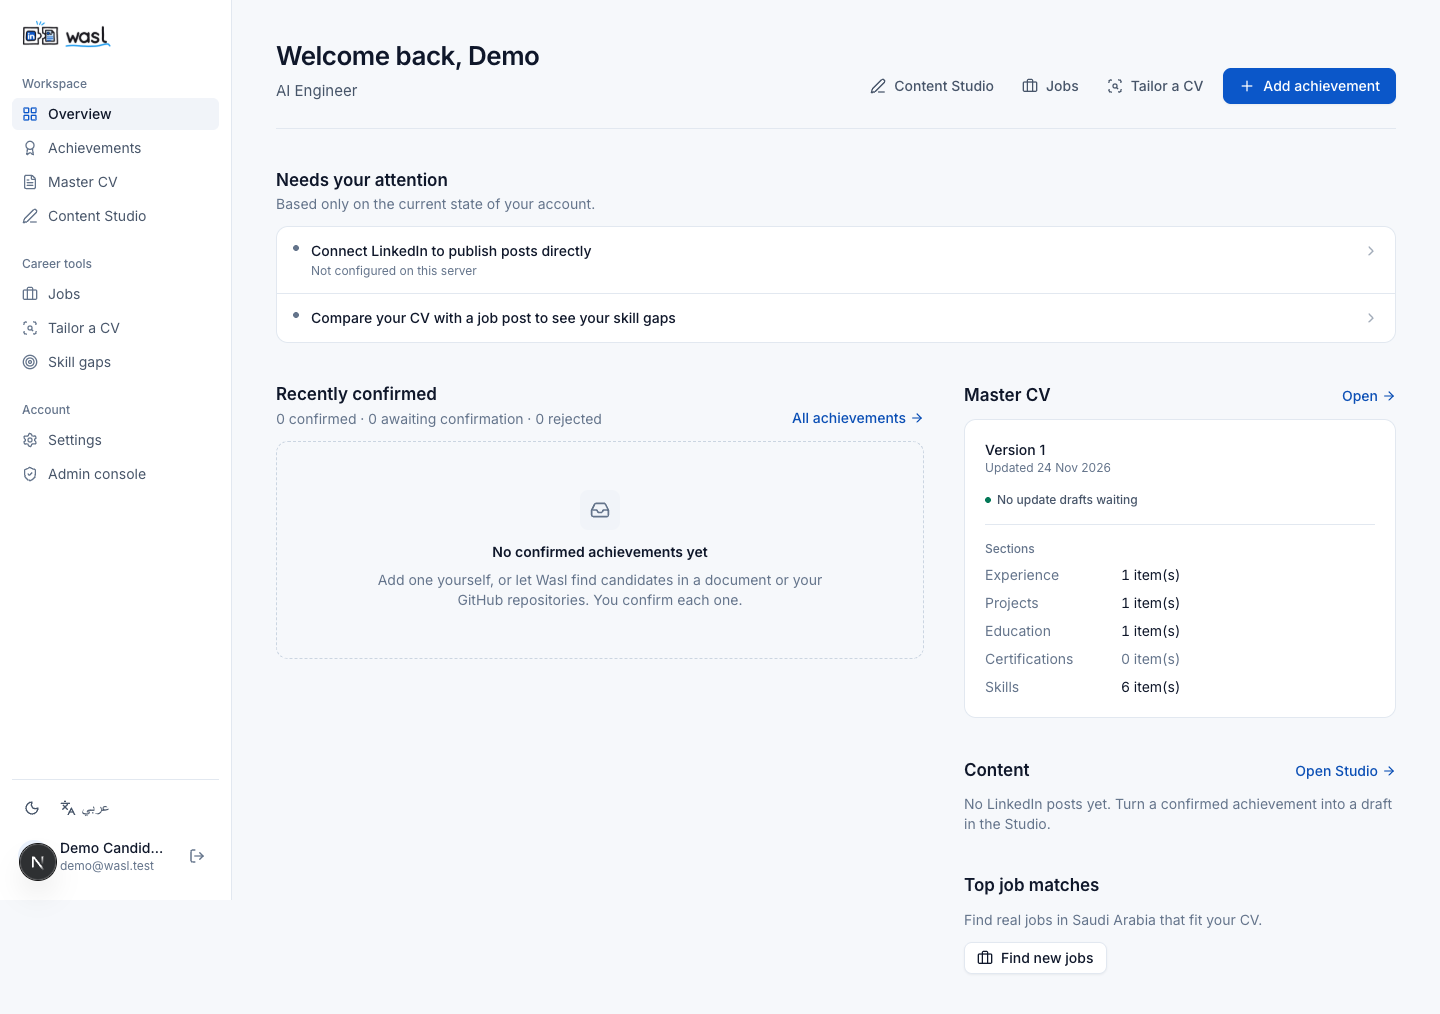 wasl
Workspace
Overview
Achievements
Master CV
Content Studio
Career tools
Jobs
Tailor a CV
Skill gaps
Account
Settings
Admin console
عربي
Demo Candid...
demo@wasl.test
N
Welcome back, Demo
AI Engineer
Content Studio
Jobs
Tailor a CV
Add achievement
Needs your attention
Based only on the current state of your account.
Connect LinkedIn to publish posts directly
Not configured on this server
Compare your CV with a job post to see your skill gaps
Recently confirmed
0 confirmed · 0 awaiting confirmation · 0 rejected
All achievements
No confirmed achievements yet
Add one yourself, or let Wasl find candidates in a document or your
GitHub repositories. You confirm each one.
Master CV
Open
Version 1
Updated 24 Nov 2026
No update drafts waiting
Sections
Experience 1 item(s)
Projects 1 item(s)
Education 1 item(s)
Certifications 0 item(s)
Skills 6 item(s)
Content
Open Studio
No LinkedIn posts yet. Turn a confirmed achievement into a draft
in the Studio.
Top job matches
Find real jobs in Saudi Arabia that fit your CV.
Find new jobs